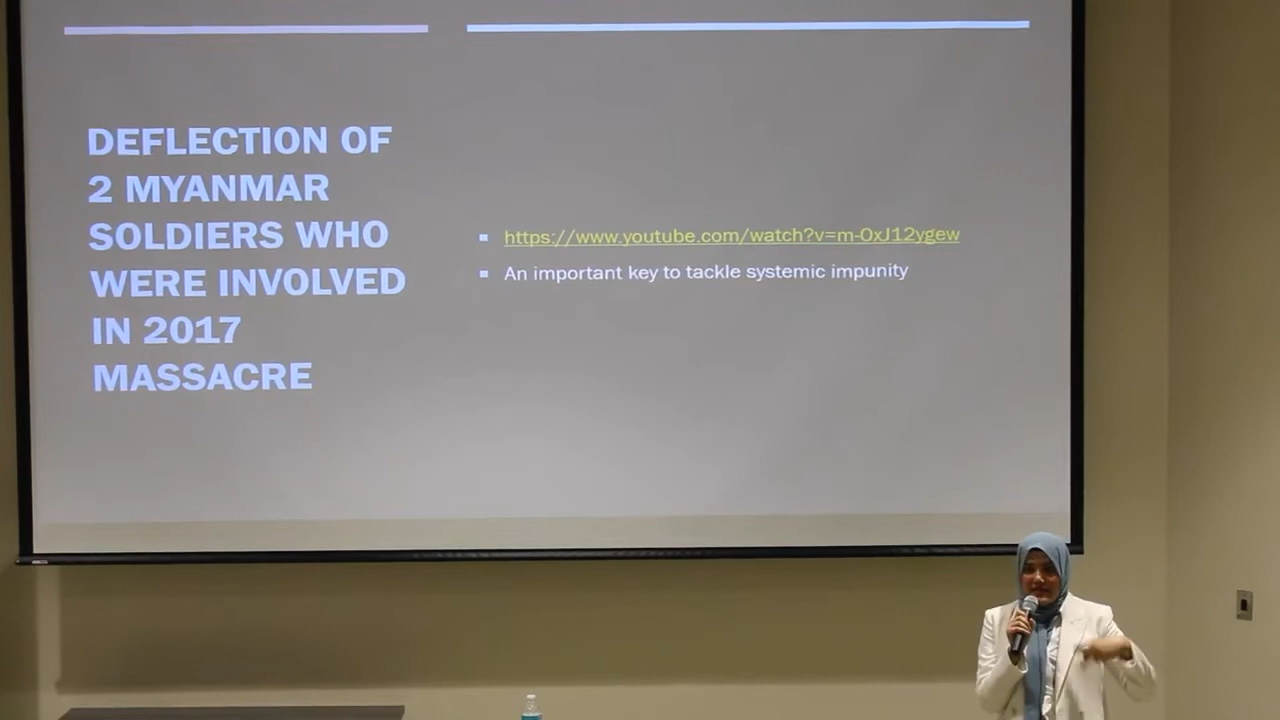 DEFLECTION OF
2 MYANMAR
SOLDIERS WHO
WERE INVOLVED
IN 2017
MASSACRE
https://www.youtube.com/watch?v=m-0xJ12ygew
An important key to tackle systemic impunity